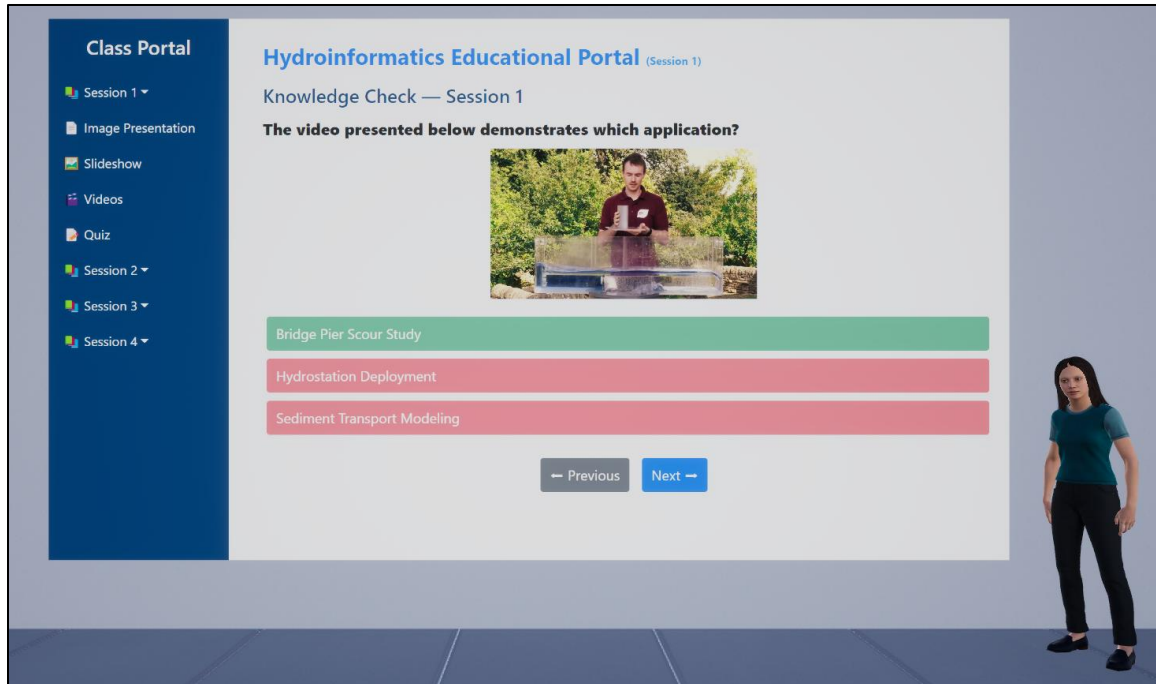 Class Portal
Session 1
Image Presentation
Slideshow
Videos
Quiz
Session 2
Session 3
Session 4
Hydroinformatics Educational Portal (Session 1)
Knowledge Check — Session 1
The video presented below demonstrates which application?
Bridge Pier Scour Study
Hydrostation Deployment
Sediment Transport Modeling
← Previous
Next →